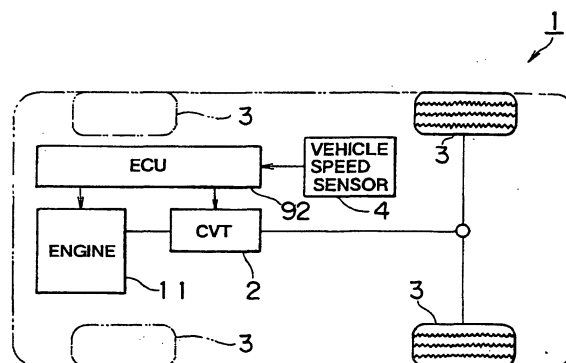 1
3
3
ECU
VEHICLE
SPEED
SENSOR
92
4
ENGINE
CVT
11
2
3
3